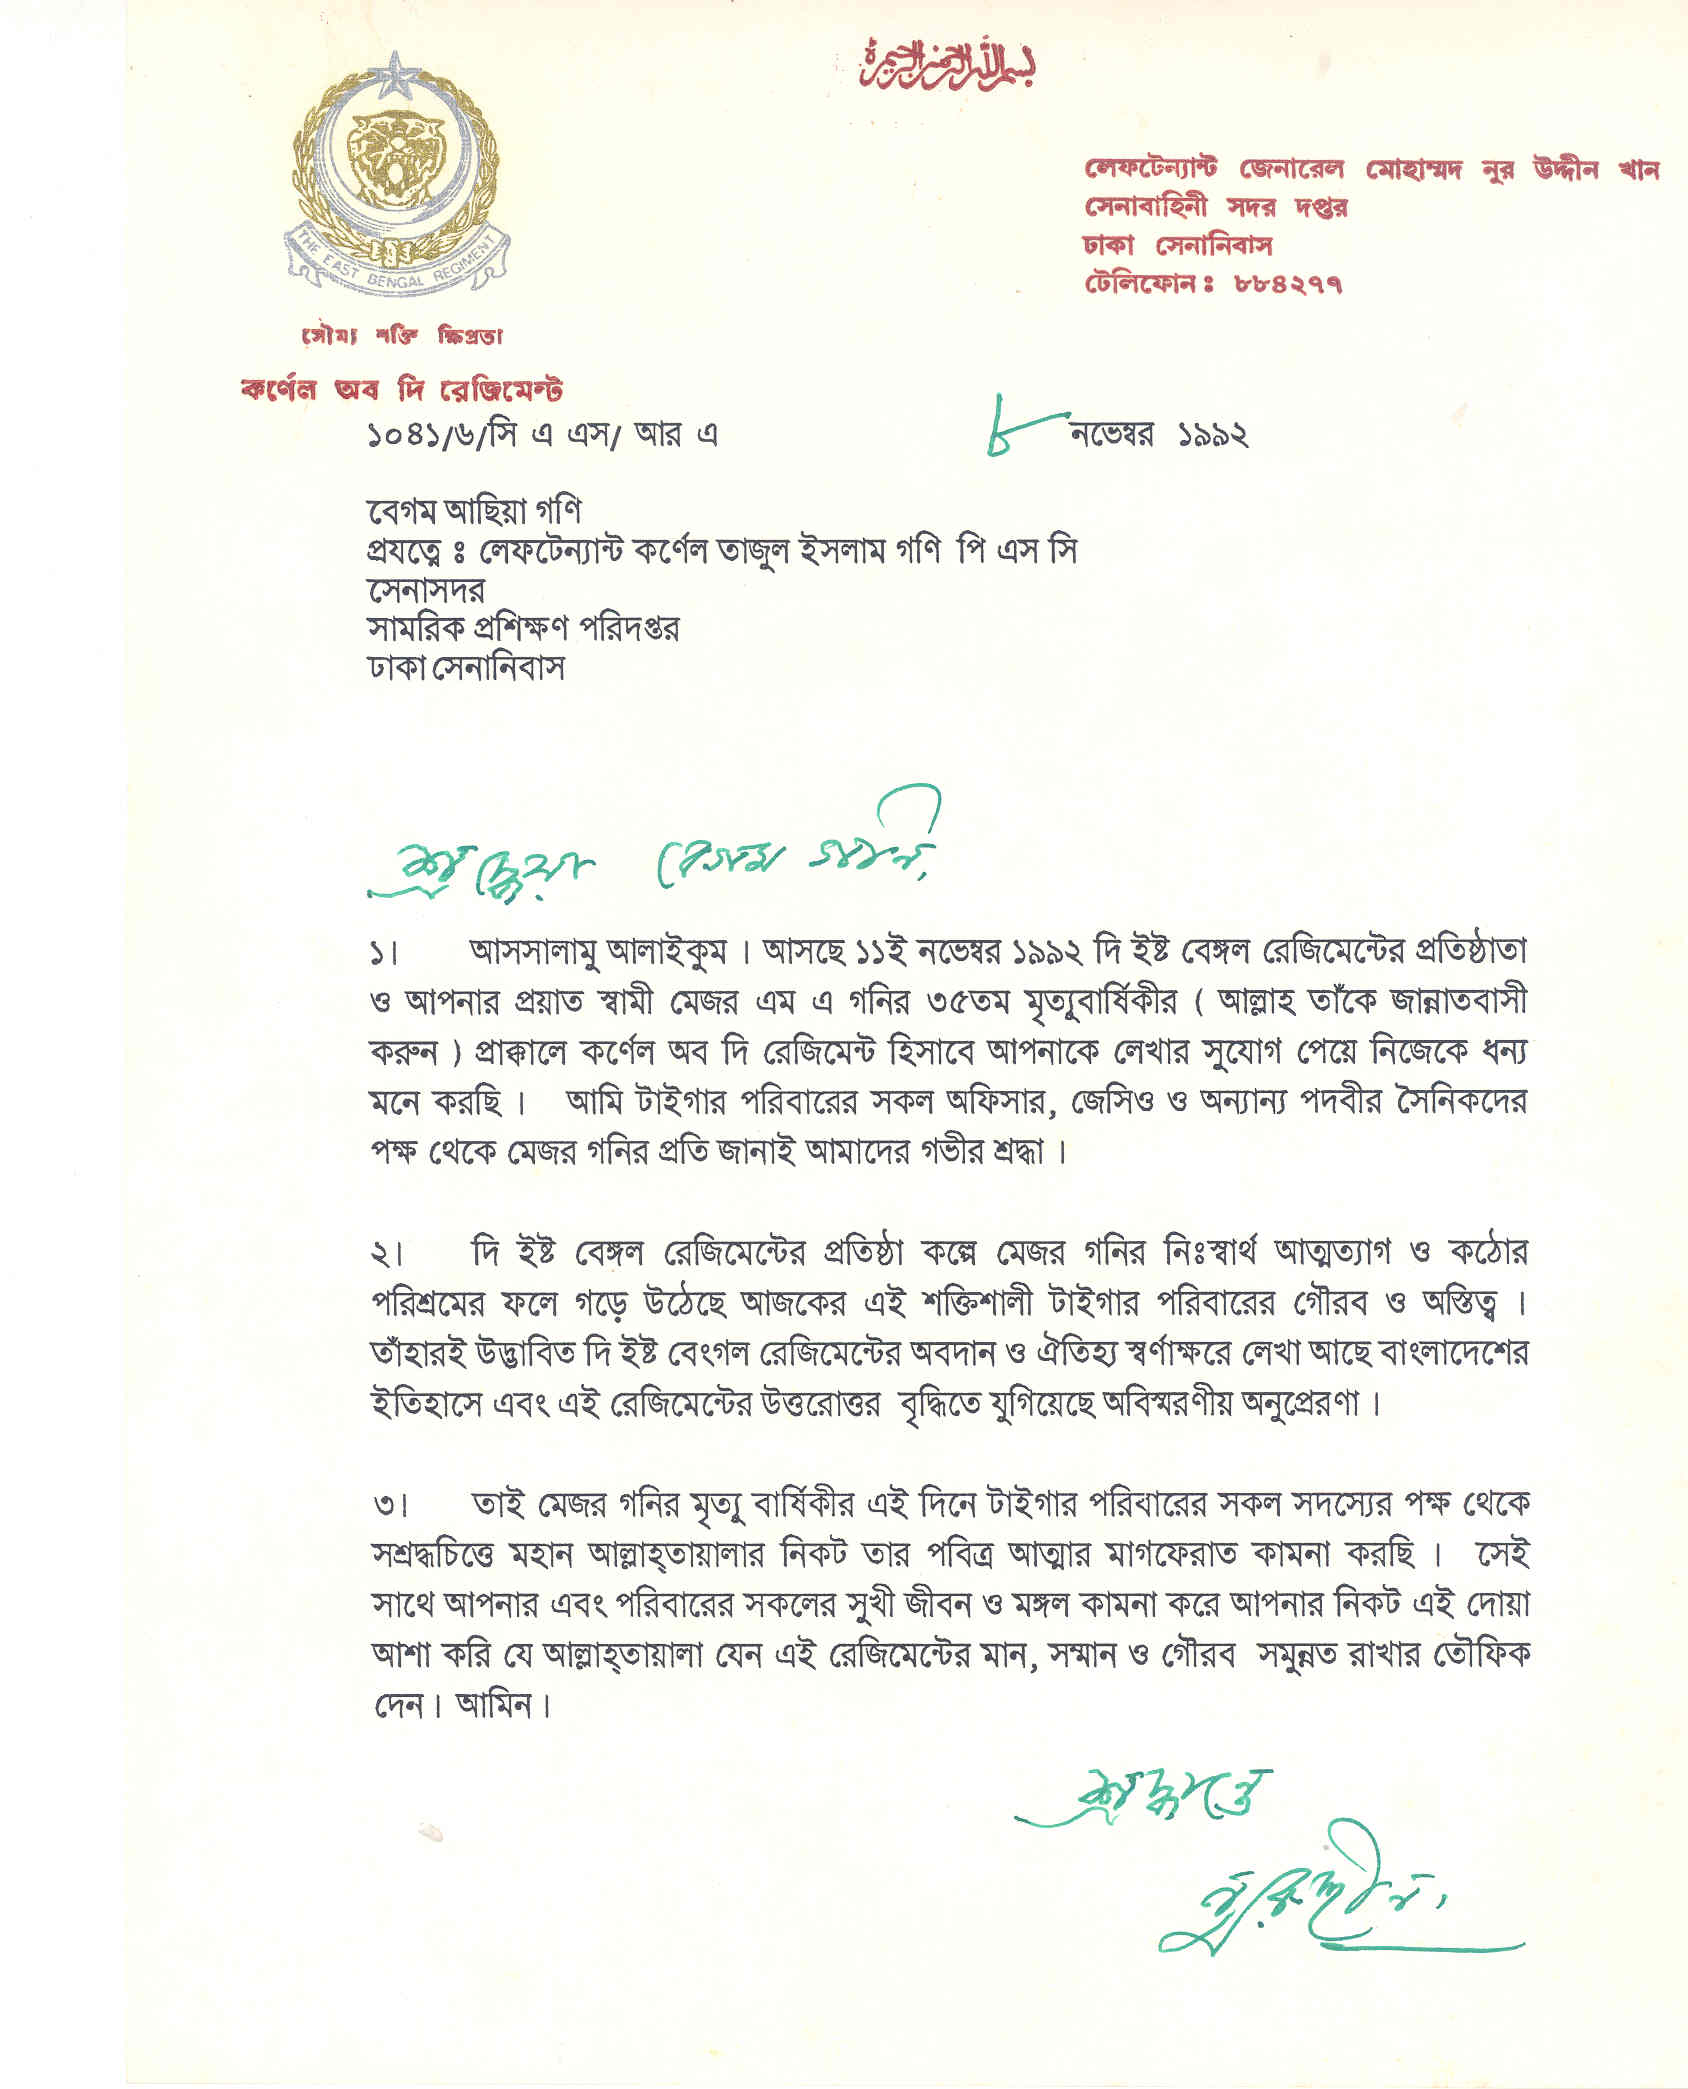 بسم الله الرحمن الرحيم
THE EAST BENGAL REGIMENT
সৌম্য শক্তি ক্ষিপ্রতা
কর্ণেল অব দি রেজিমেন্ট
লেফটেন্যান্ট জেনারেল মোহাম্মদ নুর উদ্দীন খান
সেনাবাহিনী সদর দপ্তর
ঢাকা সেনানিবাস
টেলিফোন : ৮৮৪২৭৭
১০৪১/৬/সি এ এস/ আর এ
৮ নভেম্বর ১৯৯২
বেগম আছিয়া গণি
প্রযত্নে : লেফটেন্যান্ট কর্ণেল তাজুল ইসলাম গণি পি এস সি
সেনাসদর
সামরিক প্রশিক্ষণ পরিদপ্তর
ঢাকা সেনানিবাস
শ্রদ্ধেয়া বেগম গনি,
১। আসসালামু আলাইকুম । আসছে ১১ই নভেম্বর ১৯৯২ দি ইষ্ট বেঙ্গল রেজিমেন্টের প্রতিষ্ঠাতা
ও আপনার প্রয়াত স্বামী মেজর এম এ গনির ৩৫তম মৃত্যুবার্ষিকীর ( আল্লাহ তাঁকে জান্নাতবাসী
করুন ) প্রাক্কালে কর্ণেল অব দি রেজিমেন্ট হিসাবে আপনাকে লেখার সুযোগ পেয়ে নিজেকে ধন্য
মনে করছি । আমি টাইগার পরিবারের সকল অফিসার, জেসিও ও অন্যান্য পদবীর সৈনিকদের
পক্ষ থেকে মেজর গনির প্রতি জানাই আমাদের গভীর শ্রদ্ধা ।
২। দি ইষ্ট বেঙ্গল রেজিমেন্টের প্রতিষ্ঠা কল্পে মেজর গনির নিঃস্বার্থ আত্মত্যাগ ও কঠোর
পরিশ্রমের ফলে গড়ে উঠেছে আজকের এই শক্তিশালী টাইগার পরিবারের গৌরব ও অস্তিত্ব ।
তাঁহারই উদ্ভাবিত দি ইষ্ট বেংগল রেজিমেন্টের অবদান ও ঐতিহ্য স্বর্ণাক্ষরে লেখা আছে বাংলাদেশের
ইতিহাসে এবং এই রেজিমেন্টের উত্তরোত্তর বৃদ্ধিতে যুগিয়েছে অবিস্মরণীয় অনুপ্রেরণা ।
৩। তাই মেজর গনির মৃত্যু বার্ষিকীর এই দিনে টাইগার পরিবারের সকল সদস্যের পক্ষ থেকে
সশ্রদ্ধচিত্তে মহান আল্লাহ্‌তায়ালার নিকট তার পবিত্র আত্মার মাগফেরাত কামনা করছি । সেই
সাথে আপনার এবং পরিবারের সকলের সুখী জীবন ও মঙ্গল কামনা করে আপনার নিকট এই দোয়া
আশা করি যে আল্লাহ্‌তায়ালা যেন এই রেজিমেন্টের মান, সম্মান ও গৌরব সমুন্নত রাখার তৌফিক
দেন। আমিন ।
শ্রদ্ধান্তে
নুরুদ্দীন,